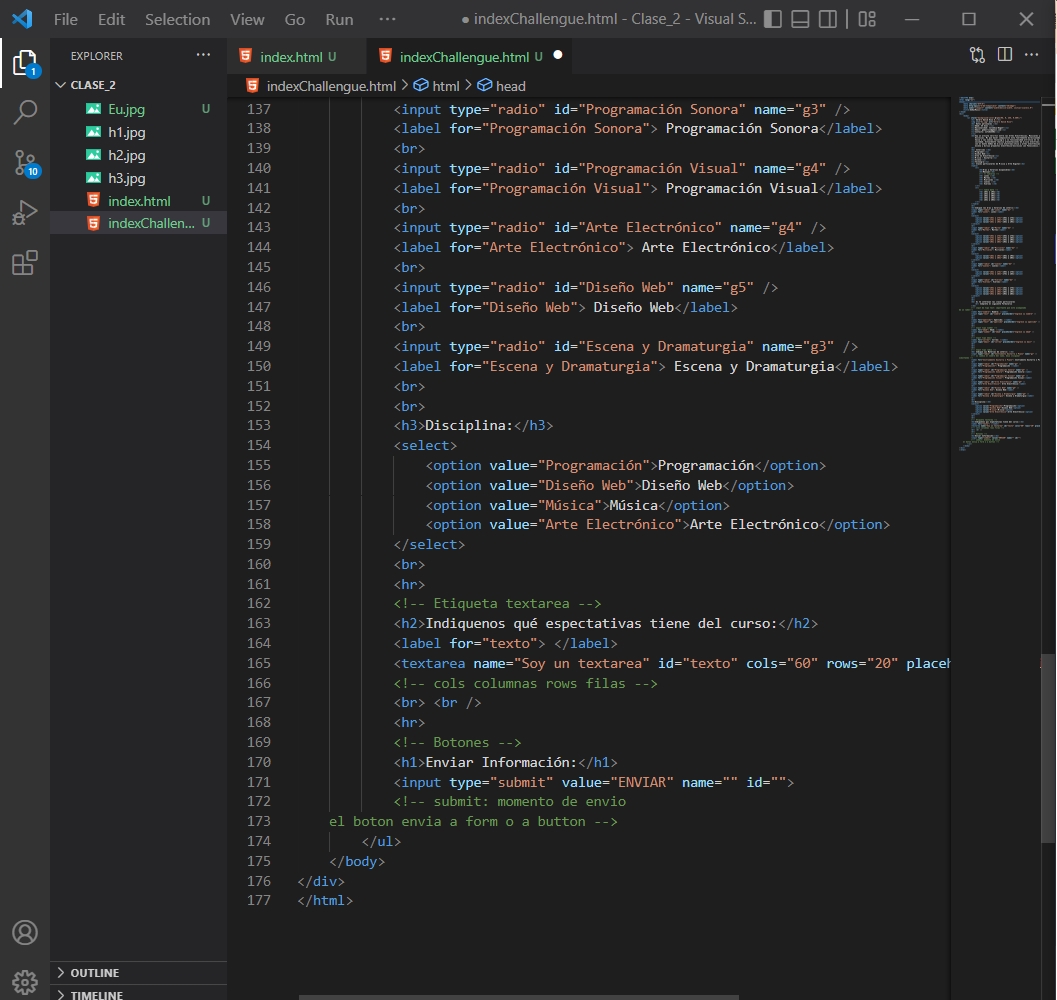 File Edit Selection View Go Run ··· ● indexChallengue.html - Clase_2 - Visual S...
EXPLORER ···
index.html U indexChallengue.html U ●
1
CLASE_2
indexChallengue.html > html > head
Eu.jpg U
h1.jpg
h2.jpg
h3.jpg
index.html U
indexChallen... U
10
137 <input type="radio" id="Programación Sonora" name="g3" />
138 <label for="Programación Sonora"> Programación Sonora</label>
139 <br>
140 <input type="radio" id="Programación Visual" name="g4" />
141 <label for="Programación Visual"> Programación Visual</label>
142 <br>
143 <input type="radio" id="Arte Electrónico" name="g4" />
144 <label for="Arte Electrónico"> Arte Electrónico</label>
145 <br>
146 <input type="radio" id="Diseño Web" name="g5" />
147 <label for="Diseño Web"> Diseño Web</label>
148 <br>
149 <input type="radio" id="Escena y Dramaturgia" name="g3" />
150 <label for="Escena y Dramaturgia"> Escena y Dramaturgia</label>
151 <br>
152 <br>
153 <h3>Disciplina:</h3>
154 <select>
155 <option value="Programación">Programación</option>
156 <option value="Diseño Web">Diseño Web</option>
157 <option value="Música">Música</option>
158 <option value="Arte Electrónico">Arte Electrónico</option>
159 </select>
160 <br>
161 <hr>
162 <!-- Etiqueta textarea -->
163 <h2>Indiquenos qué espectativas tiene del curso:</h2>
164 <label for="texto"> </label>
165 <textarea name="Soy un textarea" id="texto" cols="60" rows="20" placeh
166 <!-- cols columnas rows filas -->
167 <br> <br />
168 <hr>
169 <!-- Botones -->
170 <h1>Enviar Información:</h1>
171 <input type="submit" value="ENVIAR" name="" id="">
172 <!-- submit: momento de envio
173 el boton envia a form o a button -->
174 </ul>
175 </body>
176 </div>
177 </html>
OUTLINE
TIMELINE